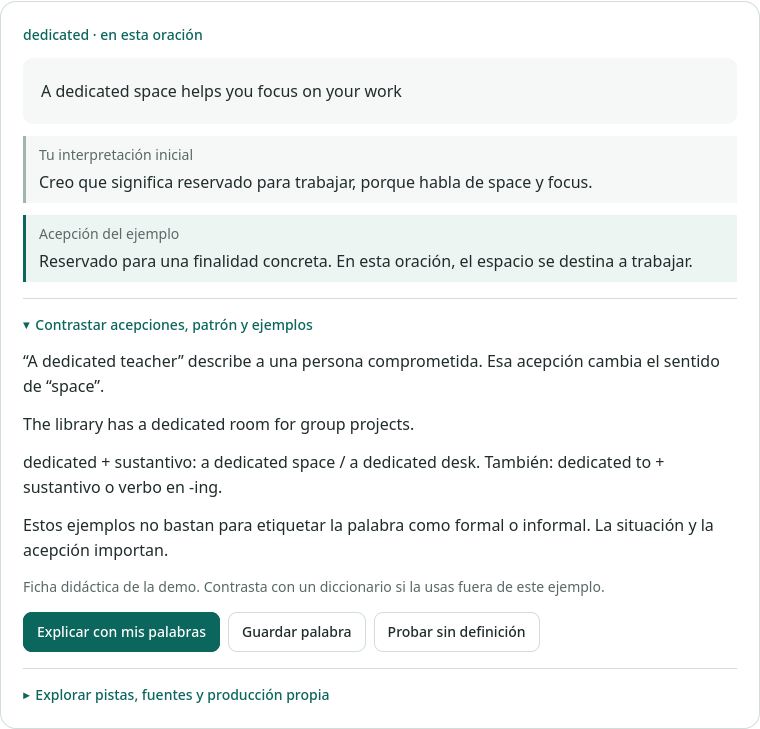 dedicated · en esta oración
A dedicated space helps you focus on your work
Tu interpretación inicial
Creo que significa reservado para trabajar, porque habla de space y focus.
Acepción del ejemplo
Reservado para una finalidad concreta. En esta oración, el espacio se destina a trabajar.
▾ Contrastar acepciones, patrón y ejemplos
“A dedicated teacher” describe a una persona comprometida. Esa acepción cambia el sentido
de “space”.
The library has a dedicated room for group projects.
dedicated + sustantivo: a dedicated space / a dedicated desk. También: dedicated to +
sustantivo o verbo en -ing.
Estos ejemplos no bastan para etiquetar la palabra como formal o informal. La situación y la
acepción importan.
Ficha didáctica de la demo. Contrasta con un diccionario si la usas fuera de este ejemplo.
Explicar con mis palabras
Guardar palabra
Probar sin definición
▸ Explorar pistas, fuentes y producción propia